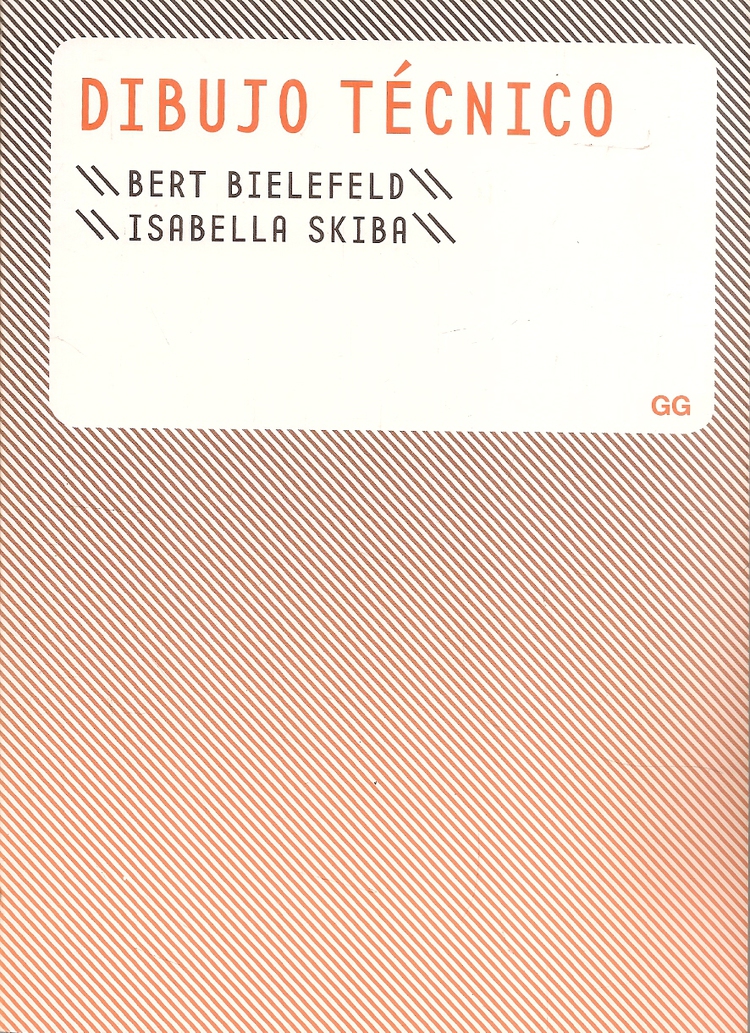 DIBUJO TÉCNICO
\\BERT BIELEFELD\\
\\ISABELLA SKIBA\\
GG